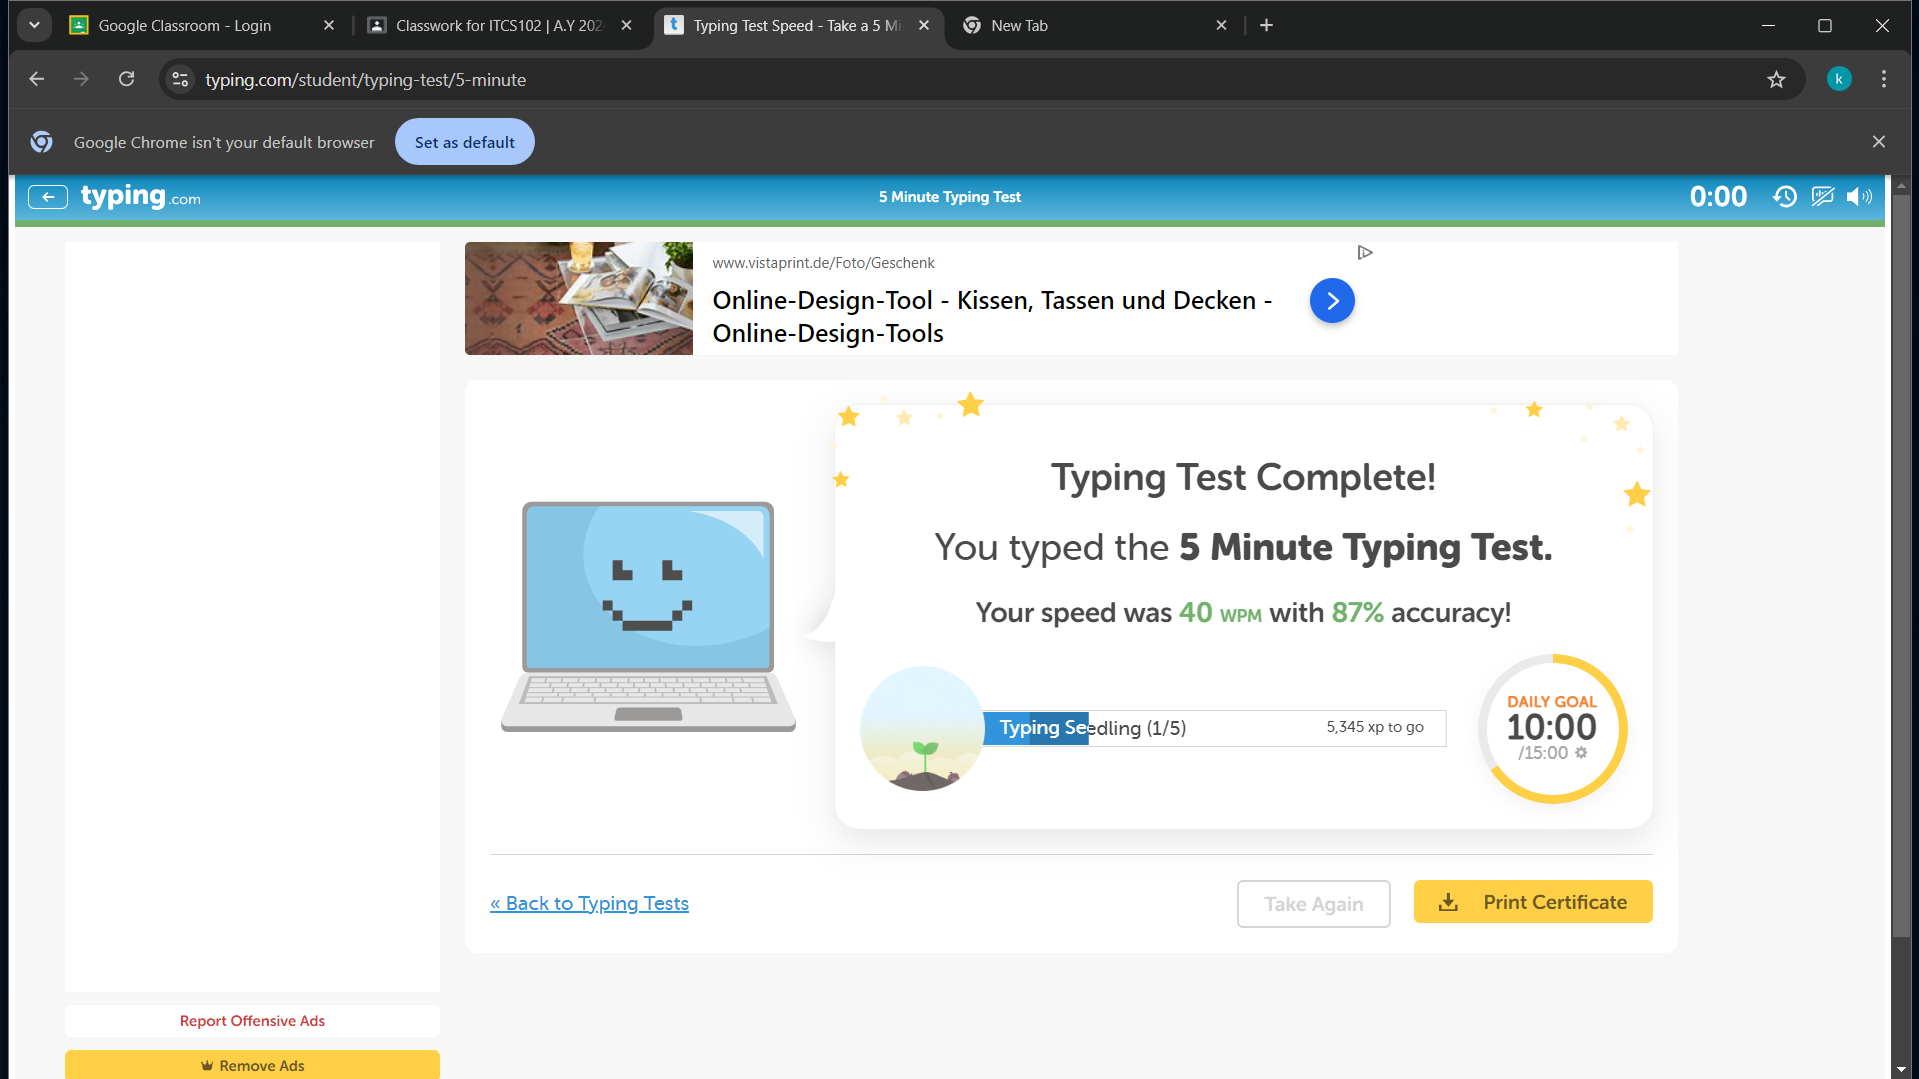 Google Classroom - Login
Classwork for ITCS102 | A.Y 202
Typing Test Speed - Take a 5 Mi
New Tab
typing.com/student/typing-test/5-minute
k
Google Chrome isn't your default browser
Set as default
typing.com
5 Minute Typing Test
0:00
www.vistaprint.de/Foto/Geschenk
Online-Design-Tool - Kissen, Tassen und Decken -
Online-Design-Tools
Typing Test Complete!
You typed the 5 Minute Typing Test.
Your speed was 40 WPM with 87% accuracy!
Typing Seedling (1/5)
5,345 xp to go
DAILY GOAL
10:00
/15:00
« Back to Typing Tests
Take Again
Print Certificate
Report Offensive Ads
Remove Ads